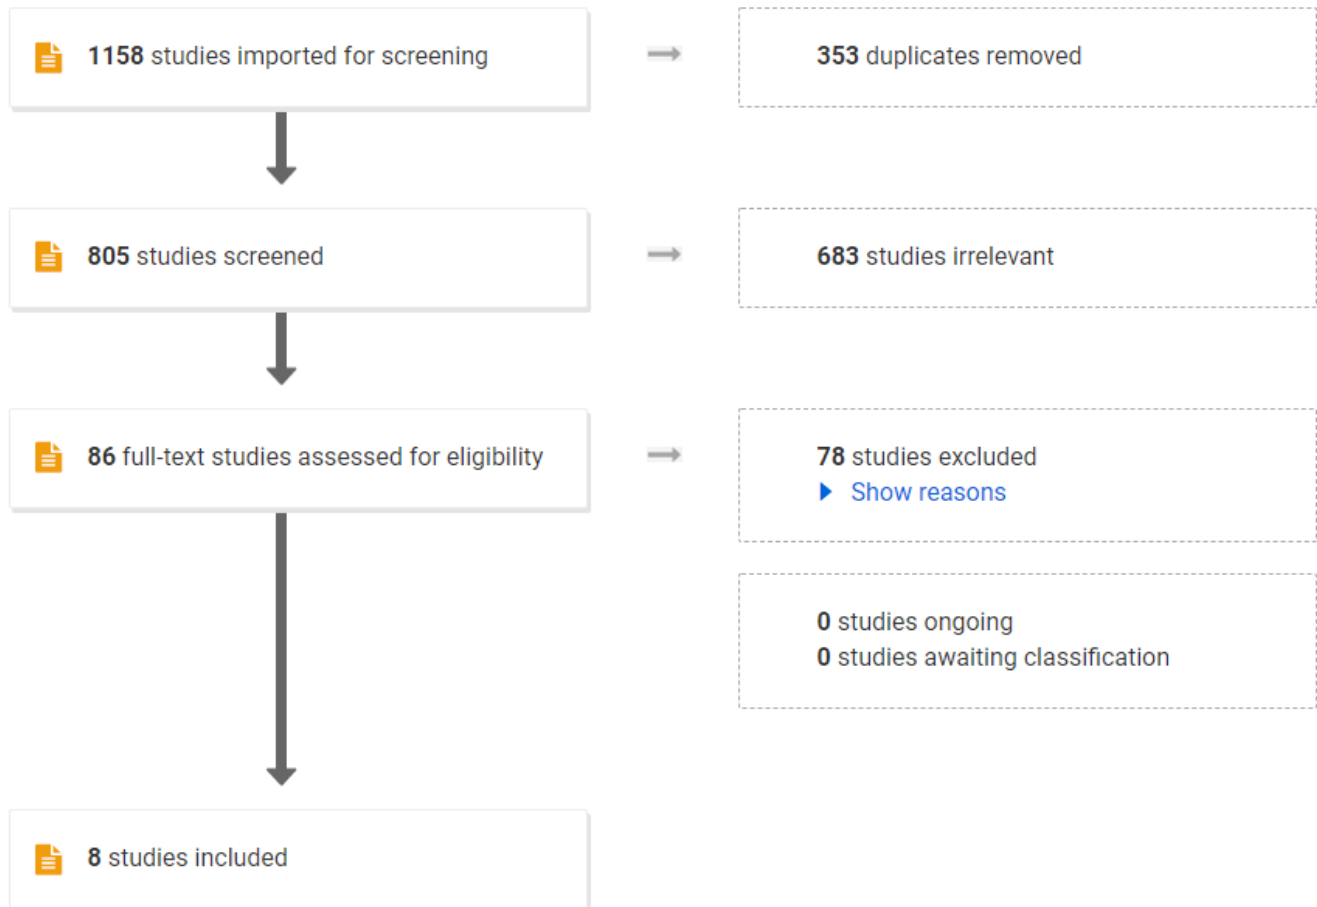 1158 studies imported for screening
353 duplicates removed
805 studies screened
683 studies irrelevant
86 full-text studies assessed for eligibility
78 studies excluded
Show reasons
0 studies ongoing
0 studies awaiting classification
8 studies included